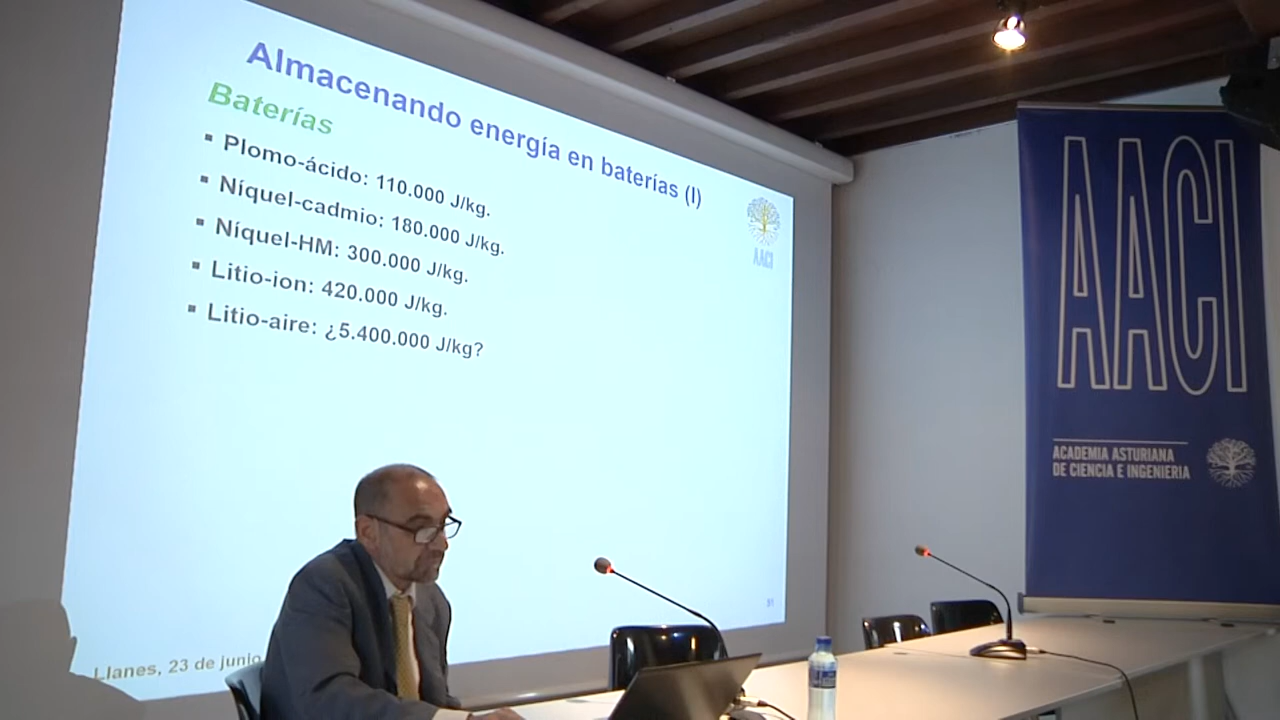 Almacenando energía en baterías (I)
Baterías
▪ Plomo-ácido: 110.000 J/kg.
▪ Níquel-cadmio: 180.000 J/kg.
▪ Níquel-HM: 300.000 J/kg.
▪ Litio-ion: 420.000 J/kg.
▪ Litio-aire: ¿5.400.000 J/kg?
AACI
Llanes, 23 de junio
AACI
ACADEMIA ASTURIANA
DE CIENCIA E INGENIERIA